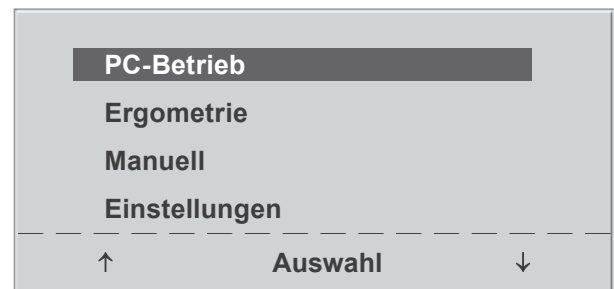 PC-Betrieb
Ergometrie
Manuell
Einstellungen
↑ Auswahl ↓